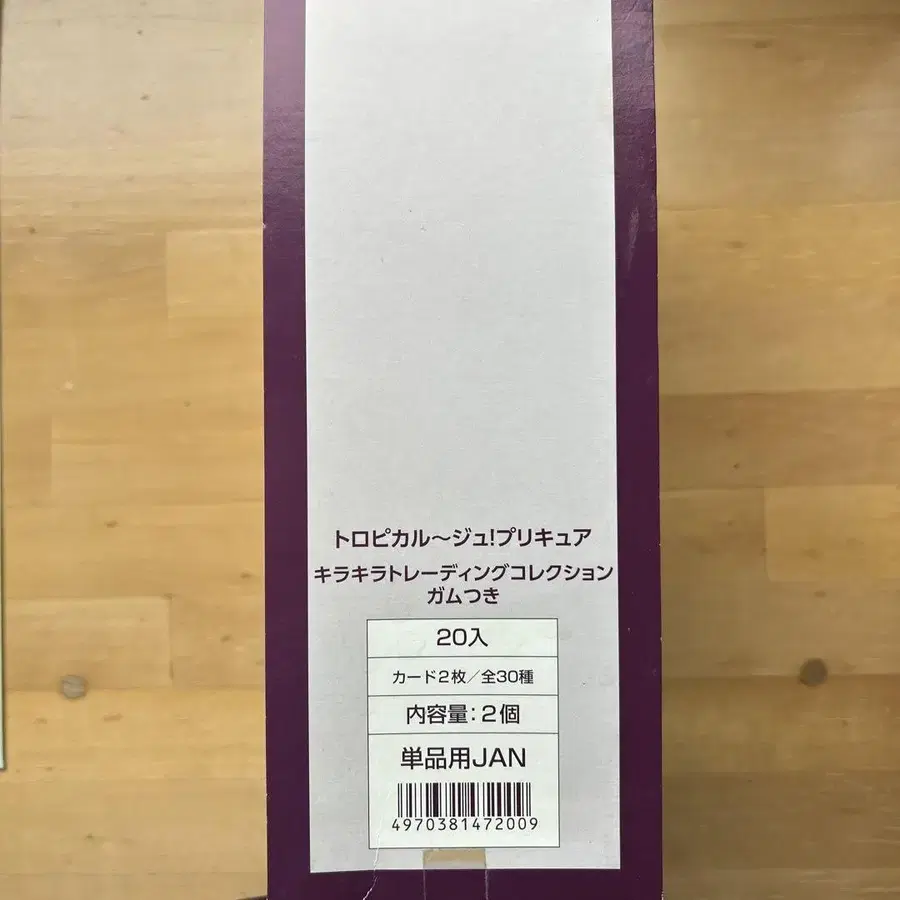 トロピカル〜ジュ!プリキュア
キラキラトレーディングコレクション
ガムつき
20入
カード2枚/全30種
内容量:2個
単品用JAN
4970381472009